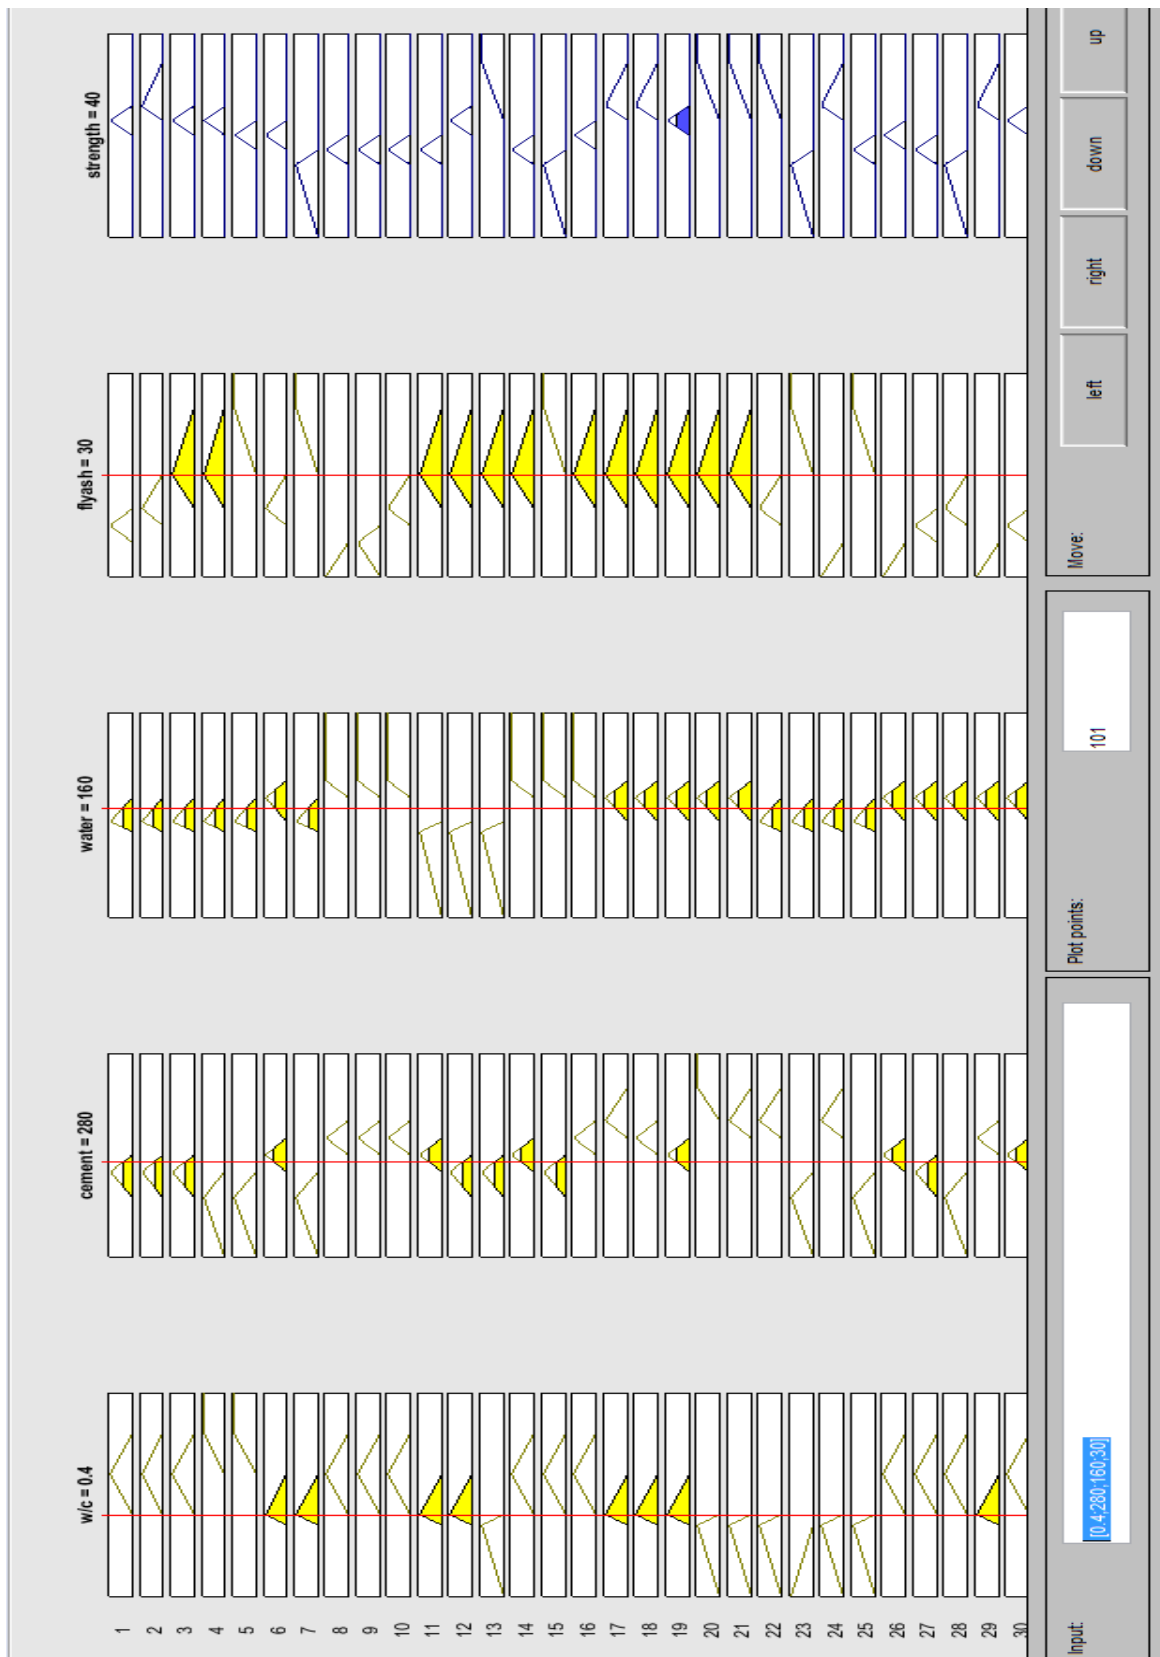 w/c = 0.4
cement = 280
water = 160
flyash = 30
strength = 40
1
2
3
4
5
6
7
8
9
10
11
12
13
14
15
16
17
18
19
20
21
22
23
24
25
26
27
28
29
30
Input:
[0.4;280;160;30]
Plot points:
101
Move:
left
right
down
up